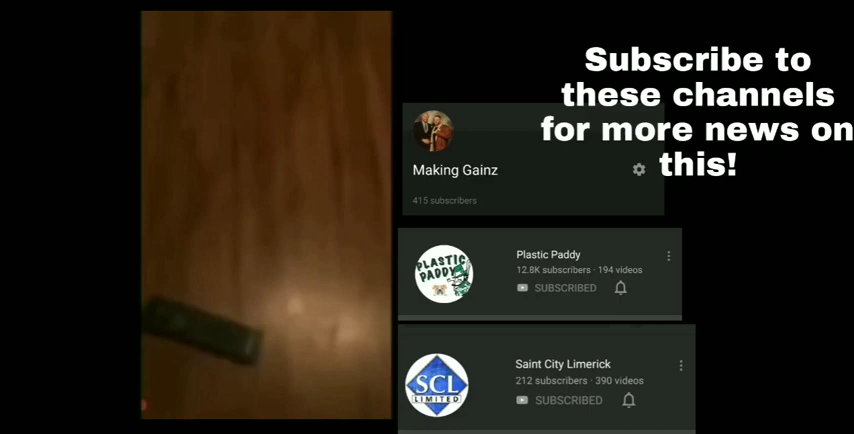 Subscribe to
these channels
for more news on
this!
Making Gainz
415 subscribers
PLASTIC
PADDY
Plastic Paddy
12.8K subscribers · 194 videos
SUBSCRIBED
SCL
LIMITED
Saint City Limerick
212 subscribers · 390 videos
SUBSCRIBED